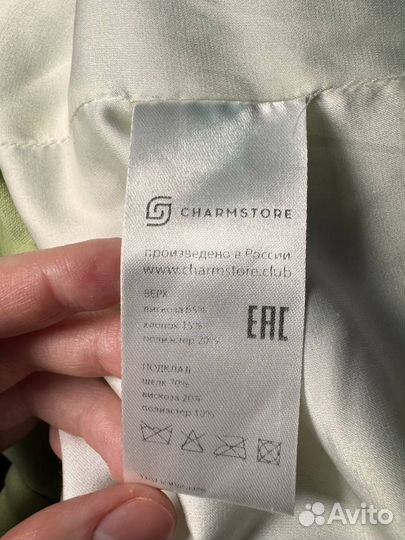 CHARMSTORE
произведено в России
www.charmstore.club
ВЕРХ
вискоза 65%
хлопок 15%
полиэстер 20%
EAC
ПОДКЛАД
шелк 70%
вискоза 20%
полиэстер 10%
Avito